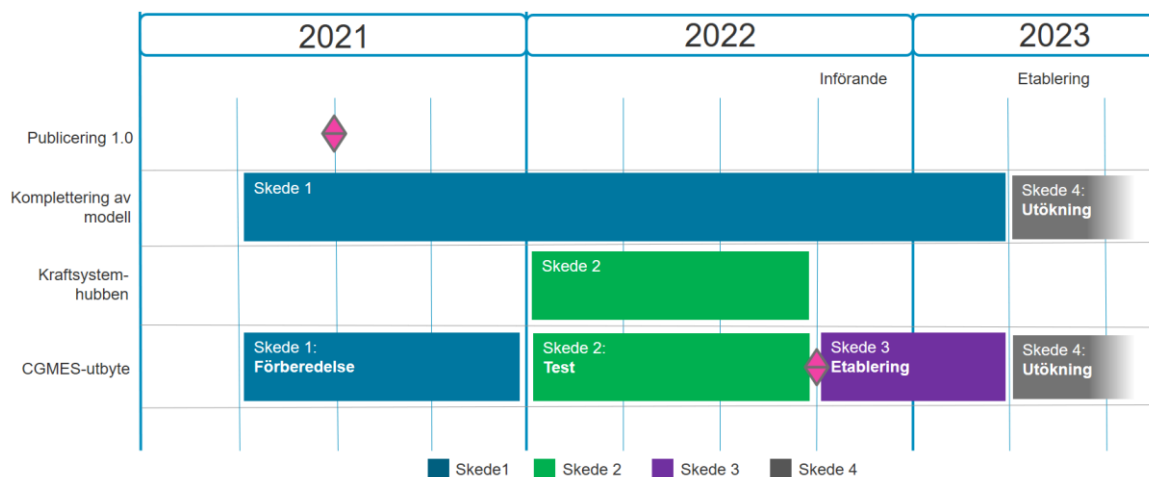 2021
2022
2023
Införande
Etablering
Publicering 1.0
Komplettering av
modell
Skede 1
Skede 4:
Utökning
Kraftsystem-
hubben
Skede 2
CGMES-utbyte
Skede 1:
Förberedelse
Skede 2:
Test
Skede 3
Etablering
Skede 4:
Utökning
Skede1
Skede 2
Skede 3
Skede 4